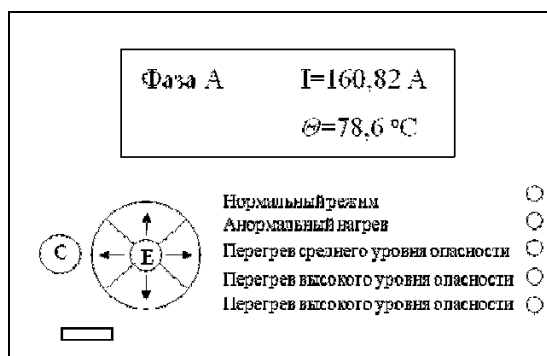 Фаза А I=160,82 А
Θ=78,6 ºС
Нормальный режим
Анормальный нагрев
Перегрев среднего уровня опасности
Перегрев высокого уровня опасности
Перегрев высокого уровня опасности
С
Е